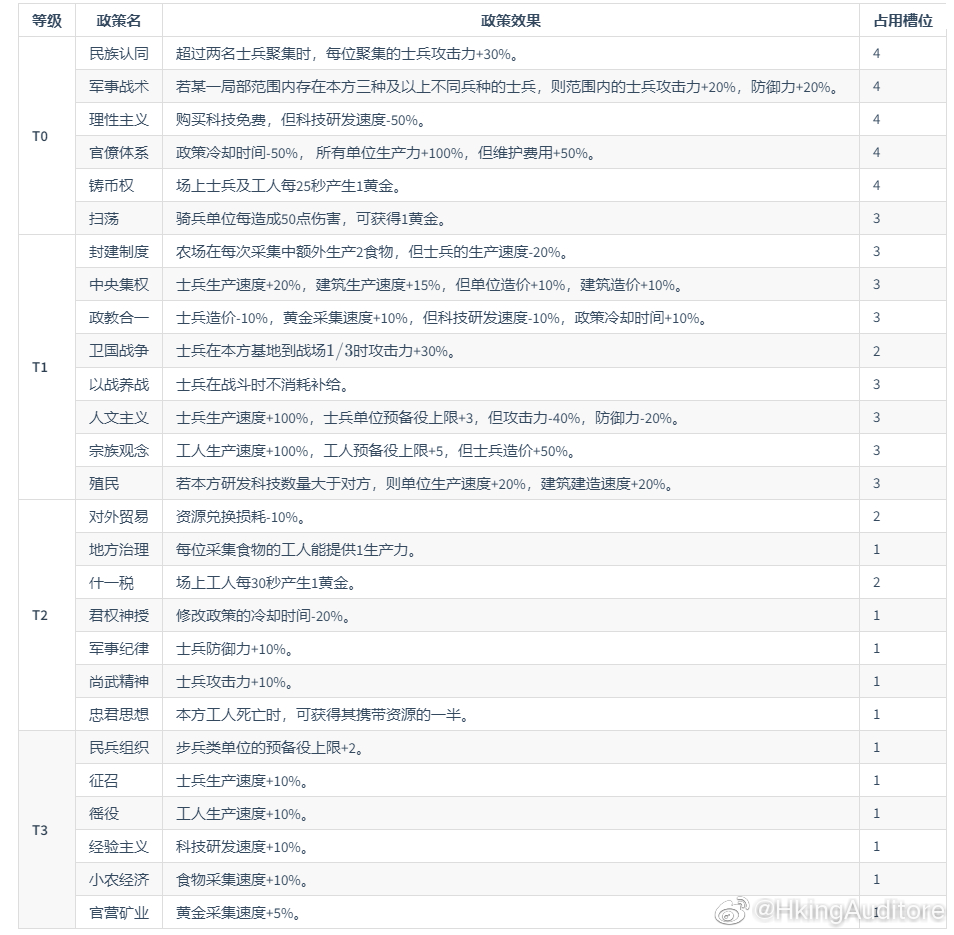 等级 政策名 政策效果 占用槽位
T0
民族认同 超过两名士兵聚集时，每位聚集的士兵攻击力+30%。 4
军事战术 若某一局部范围内存在本方三种及以上不同兵种的士兵，则范围内的士兵攻击力+20%，防御力+20%。 4
理性主义 购买科技免费，但科技研发速度-50%。 4
官僚体系 政策冷却时间-50%， 所有单位生产力+100%，但维护费用+50%。 4
铸币权 场上士兵及工人每25秒产生1黄金。 4
扫荡 骑兵单位每造成50点伤害，可获得1黄金。 3
T1
封建制度 农场在每次采集中额外生产2食物，但士兵的生产速度-20%。 3
中央集权 士兵生产速度+20%，建筑生产速度+15%，但单位造价+10%，建筑造价+10%。 3
政教合一 士兵造价-10%，黄金采集速度+10%，但科技研发速度-10%，政策冷却时间+10%。 3
卫国战争 士兵在本方基地到战场1/3时攻击力+30%。 2
以战养战 士兵在战斗时不消耗补给。 3
人文主义 士兵生产速度+100%，士兵单位预备役上限+3，但攻击力-40%，防御力-20%。 3
宗族观念 工人生产速度+100%，工人预备役上限+5，但士兵造价+50%。 3
殖民 若本方研发科技数量大于对方，则单位生产速度+20%，建筑建造速度+20%。 3
T2
对外贸易 资源兑换损耗-10%。 2
地方治理 每位采集食物的工人能提供1生产力。 1
什一税 场上工人每30秒产生1黄金。 2
君权神授 修改政策的冷却时间-20%。 1
军事纪律 士兵防御力+10%。 1
尚武精神 士兵攻击力+10%。 1
忠君思想 本方工人死亡时，可获得其携带资源的一半。 1
T3
民兵组织 步兵类单位的预备役上限+2。 1
征召 士兵生产速度+10%。 1
徭役 工人生产速度+10%。 1
经验主义 科技研发速度+10%。 1
小农经济 食物采集速度+10%。 1
官营矿业 黄金采集速度+5%。 1
@HkingAuditore